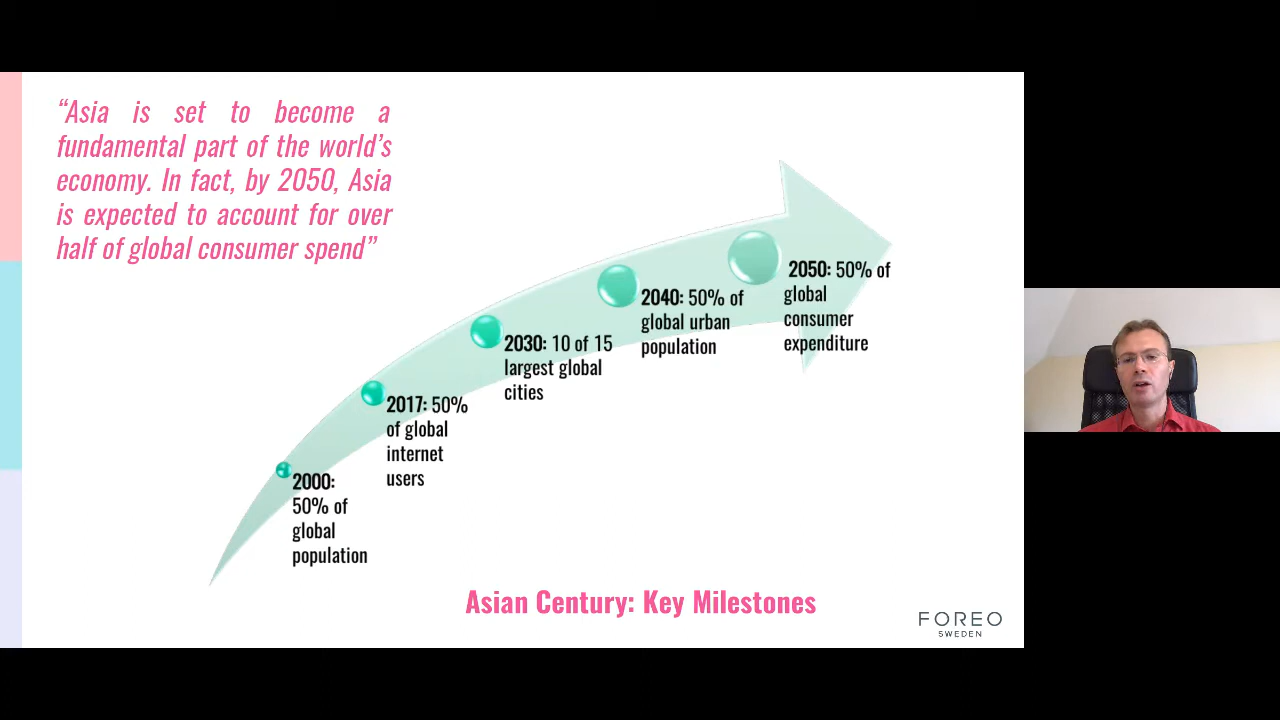 “Asia is set to become a
fundamental part of the world’s
economy. In fact, by 2050, Asia
is expected to account for over
half of global consumer spend”
2000:
50% of
global
population
2017: 50%
of global
internet
users
2030: 10 of 15
largest global
cities
2040: 50% of
global urban
population
2050: 50% of
global
consumer
expenditure
Asian Century: Key Milestones
FOREO
SWEDEN